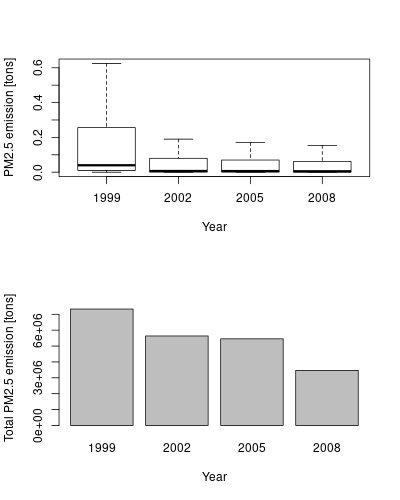 PM2.5 emission [tons]
0.6
0.4
0.2
0.0
1999 2002 2005 2008
Year
Total PM2.5 emission [tons]
6e+06
3e+06
0e+00
1999 2002 2005 2008
Year